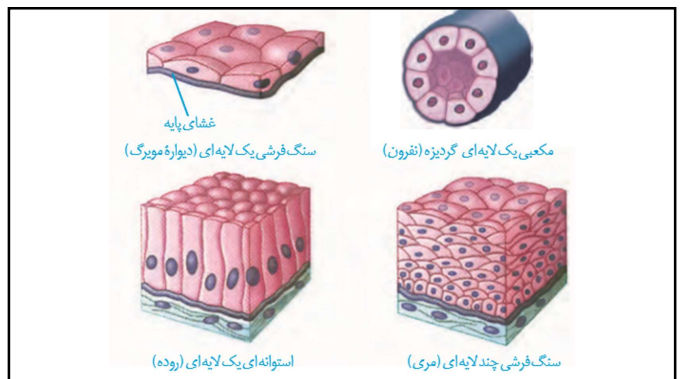 غشای پایه
مکعبی یک لایه‌ای گردیزه (نفرون)
سنگ فرشی یک لایه‌ای (دیوارهٔ مویرگ)
سنگ فرشی چند لایه‌ای (مری)
استوانه‌ای یک لایه‌ای (روده)